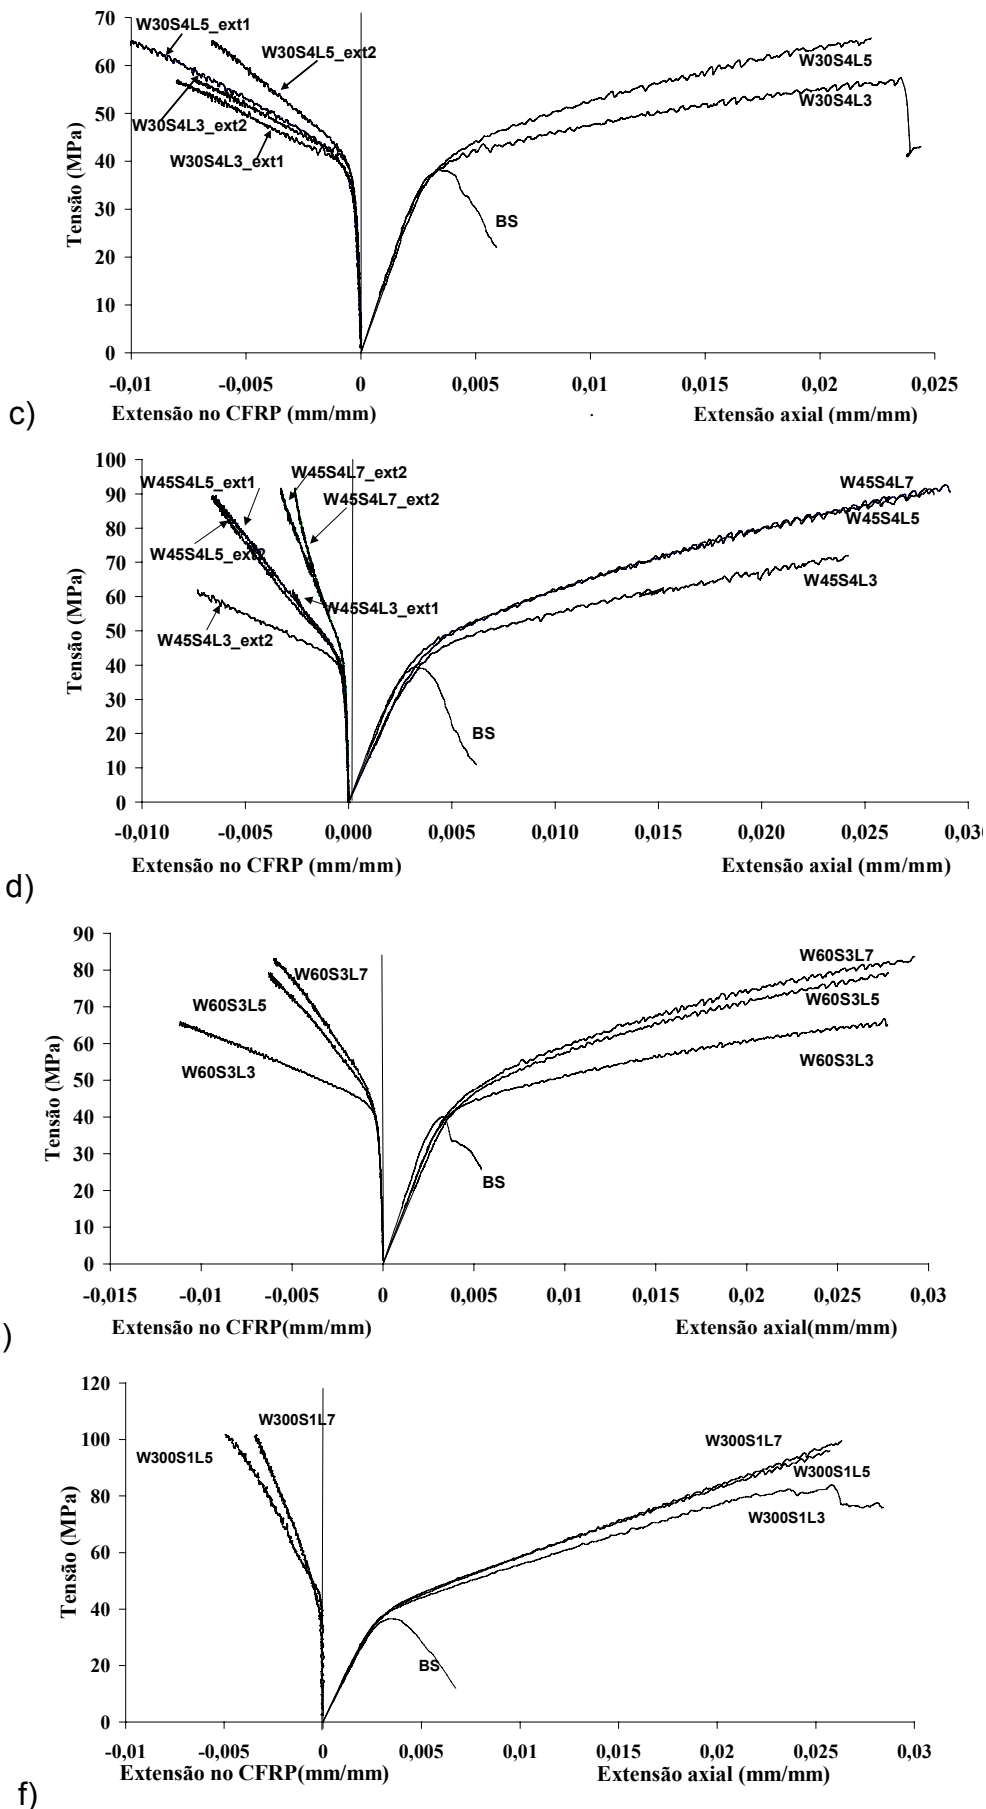 70
W30S4L5_ext1
W30S4L5_ext2
60
W30S4L5
50
W30S4L3
W30S4L3_ext2
40
W30S4L3_ext1
30
BS
20
10
0
Tensão (MPa)
-0,01 -0,005 0 0,005 0,01 0,015 0,02 0,025
Extensão no CFRP (mm/mm) Extensão axial (mm/mm)
c)
100
W45S4L7_ext2
W45S4L5_ext1 W45S4L7
90
W45S4L7_ext2
W45S4L5
80
W45S4L5_ext2
70
W45S4L3
60
W45S4L3_ext1
50
W45S4L3_ext2
40
30
20
BS
10
0
Tensão (MPa)
-0,010 -0,005 0,000 0,005 0,010 0,015 0,020 0,025 0,030
Extensão no CFRP (mm/mm) Extensão axial (mm/mm)
d)
90
W60S3L7
80
W60S3L7
W60S3L5
70
W60S3L5
60
W60S3L3
W60S3L3
50
40
30
BS
20
10
0
Tensão (MPa)
-0,015 -0,01 -0,005 0 0,005 0,01 0,015 0,02 0,025 0,03
Extensão no CFRP(mm/mm) Extensão axial(mm/mm)
)
120
W300S1L7
100
W300S1L7
W300S1L5
W300S1L5
80
W300S1L3
60
40
20
BS
0
Tensão (MPa)
-0,01 -0,005 0 0,005 0,01 0,015 0,02 0,025 0,03
Extensão no CFRP(mm/mm) Extensão axial (mm/mm)
f)